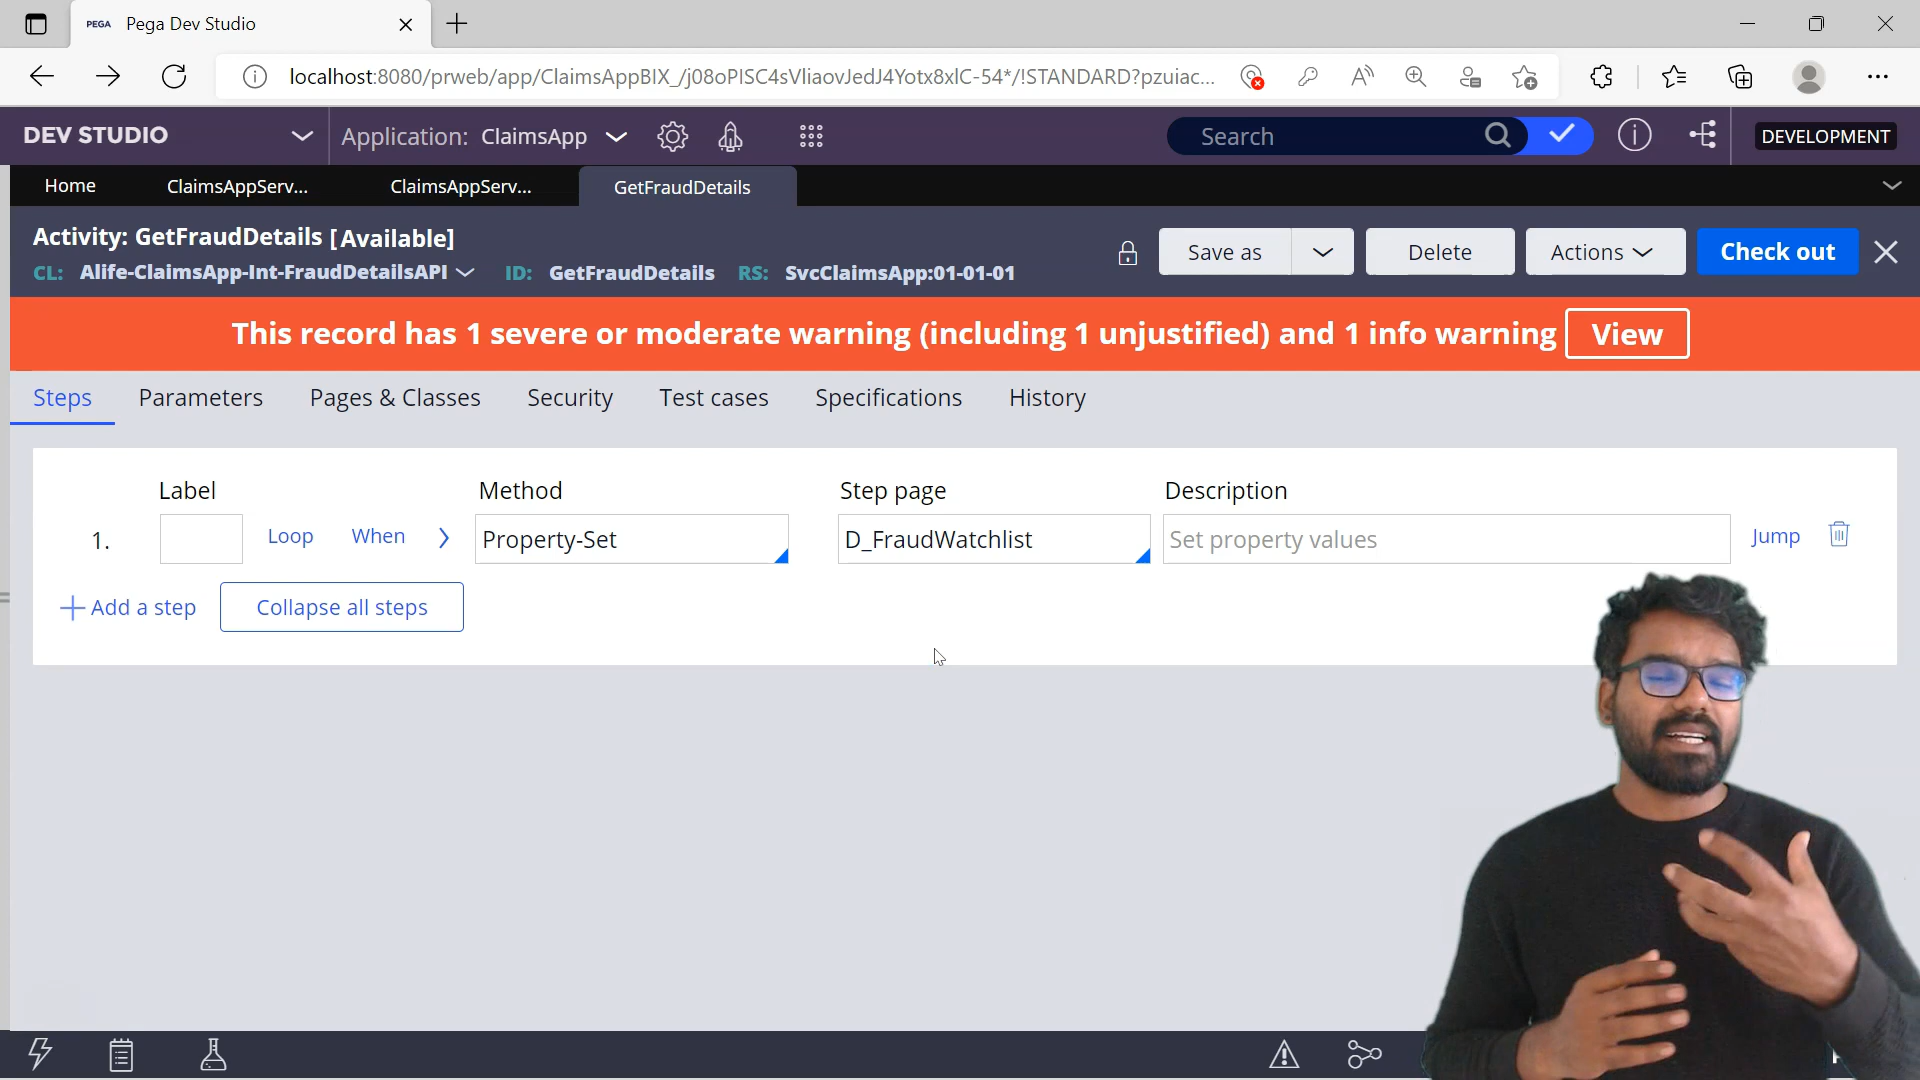 PEGA Pega Dev Studio
localhost:8080/prweb/app/ClaimsAppBIX_/j08oPISC4sVliaovJedJ4Yotx8xlC-54*/!STANDARD?pzuiac...
DEV STUDIO Application: ClaimsApp Search DEVELOPMENT
Home ClaimsAppServ... ClaimsAppServ... GetFraudDetails
Activity: GetFraudDetails [Available]
CL: Alife-ClaimsApp-Int-FraudDetailsAPI ID: GetFraudDetails RS: SvcClaimsApp:01-01-01
Save as Delete Actions Check out
This record has 1 severe or moderate warning (including 1 unjustified) and 1 info warning View
Steps Parameters Pages & Classes Security Test cases Specifications History
Label Method Step page Description
1. Loop When Property-Set D_FraudWatchlist Set property values Jump
Add a step Collapse all steps